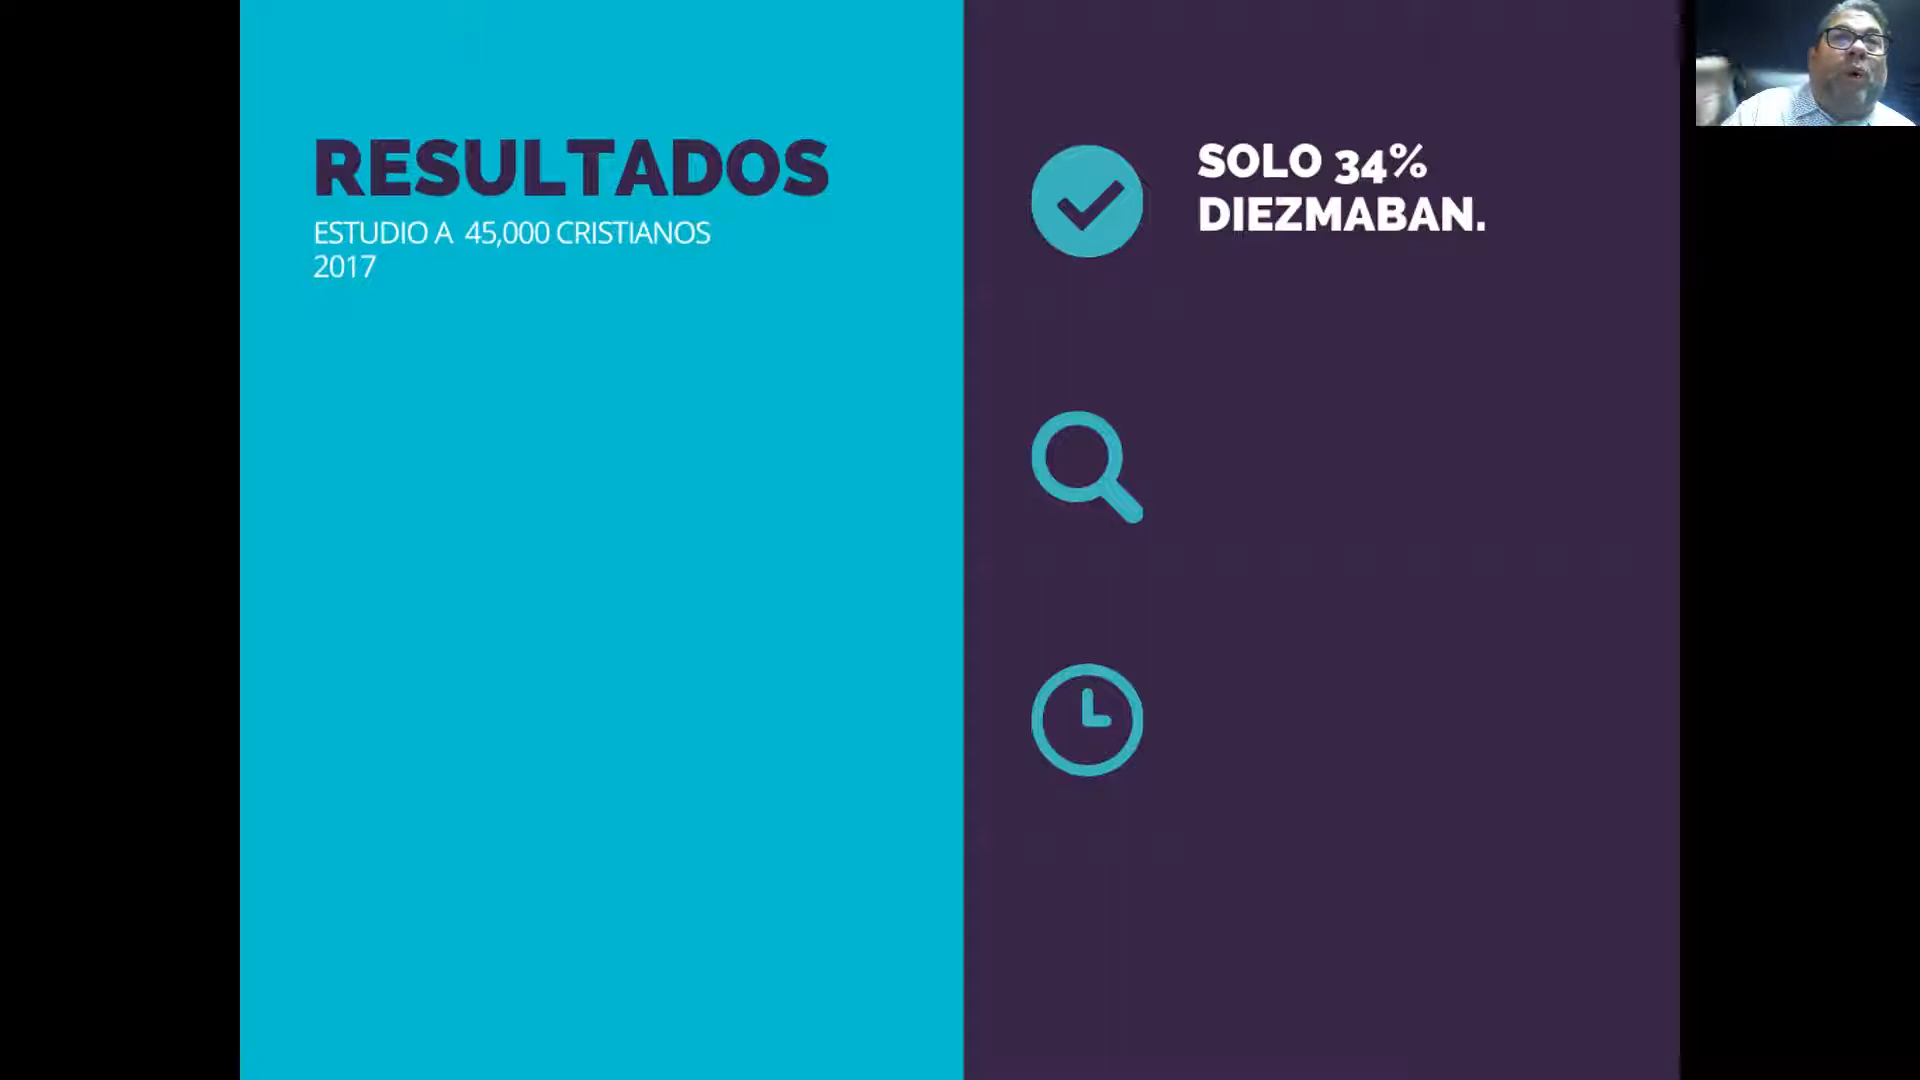 RESULTADOS
ESTUDIO A 45,000 CRISTIANOS
2017
SOLO 34%
DIEZMABAN.